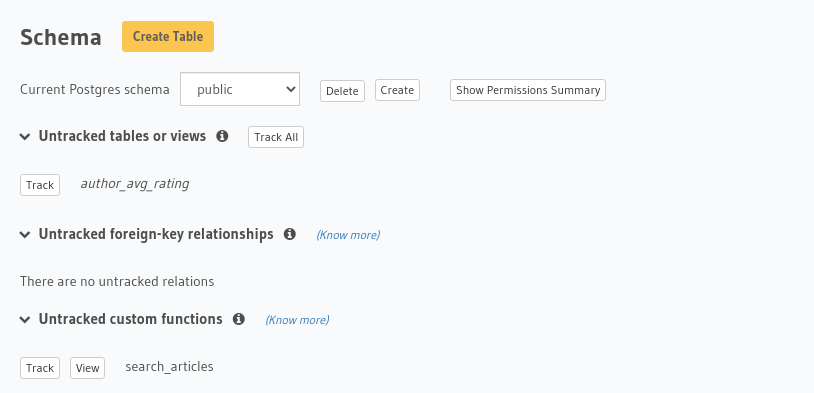 Schema Create Table
Current Postgres schema public Delete Create Show Permissions Summary
Untracked tables or views Track All
Track author_avg_rating
Untracked foreign-key relationships (Know more)
There are no untracked relations
Untracked custom functions (Know more)
Track View search_articles